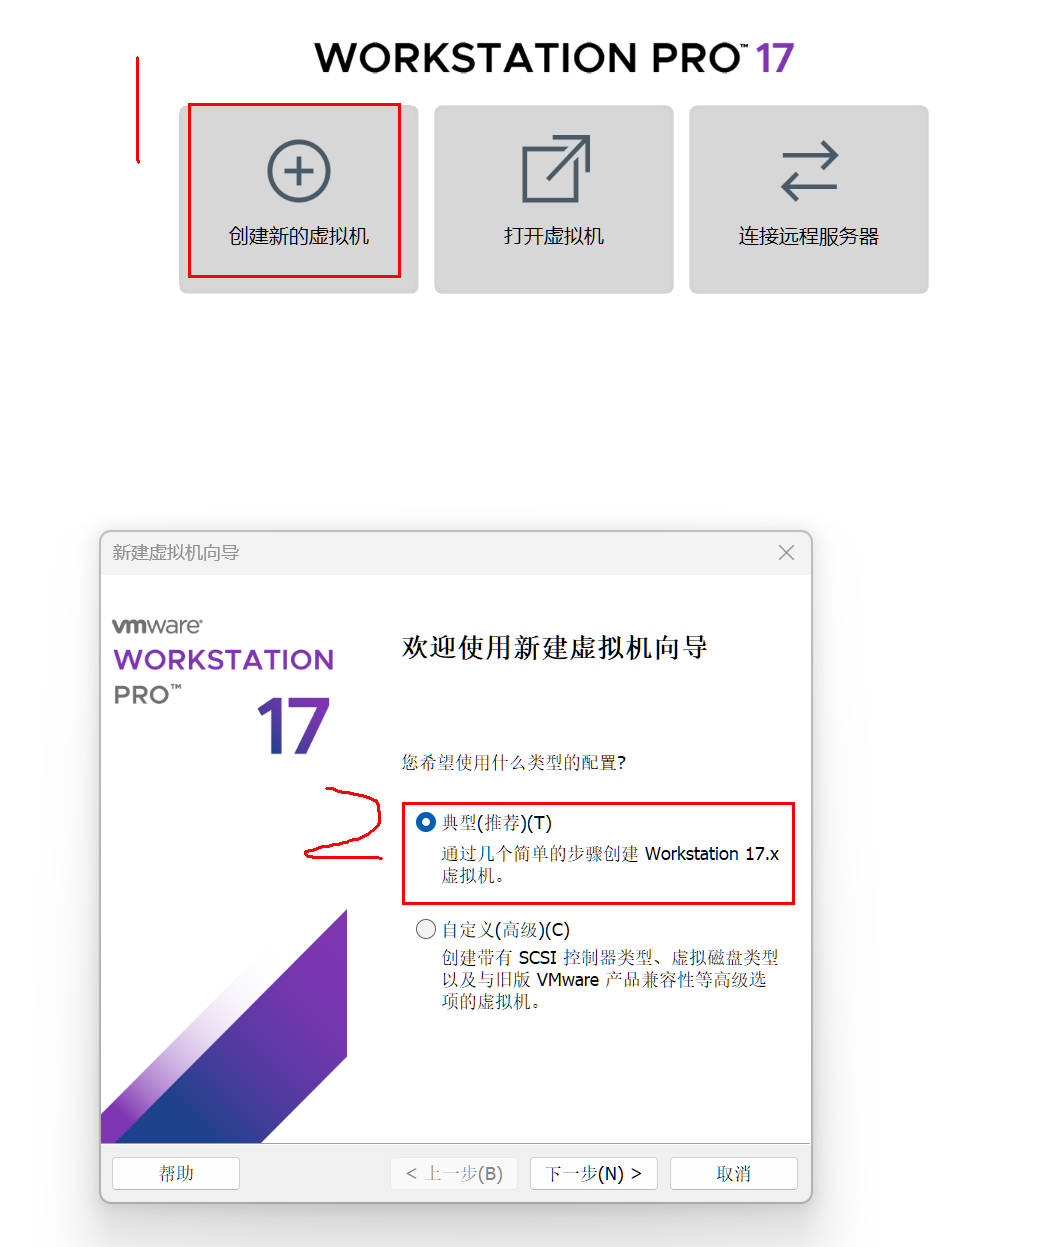 WORKSTATION PRO™ 17
1
创建新的虚拟机
打开虚拟机
连接远程服务器
新建虚拟机向导
vmware®
WORKSTATION
PRO™
17
欢迎使用新建虚拟机向导
您希望使用什么类型的配置?
2
典型(推荐)(T)
通过几个简单的步骤创建 Workstation 17.x
虚拟机。
自定义(高级)(C)
创建带有 SCSI 控制器类型、虚拟磁盘类型
以及与旧版 VMware 产品兼容性等高级选
项的虚拟机。
帮助
< 上一步(B)
下一步(N) >
取消